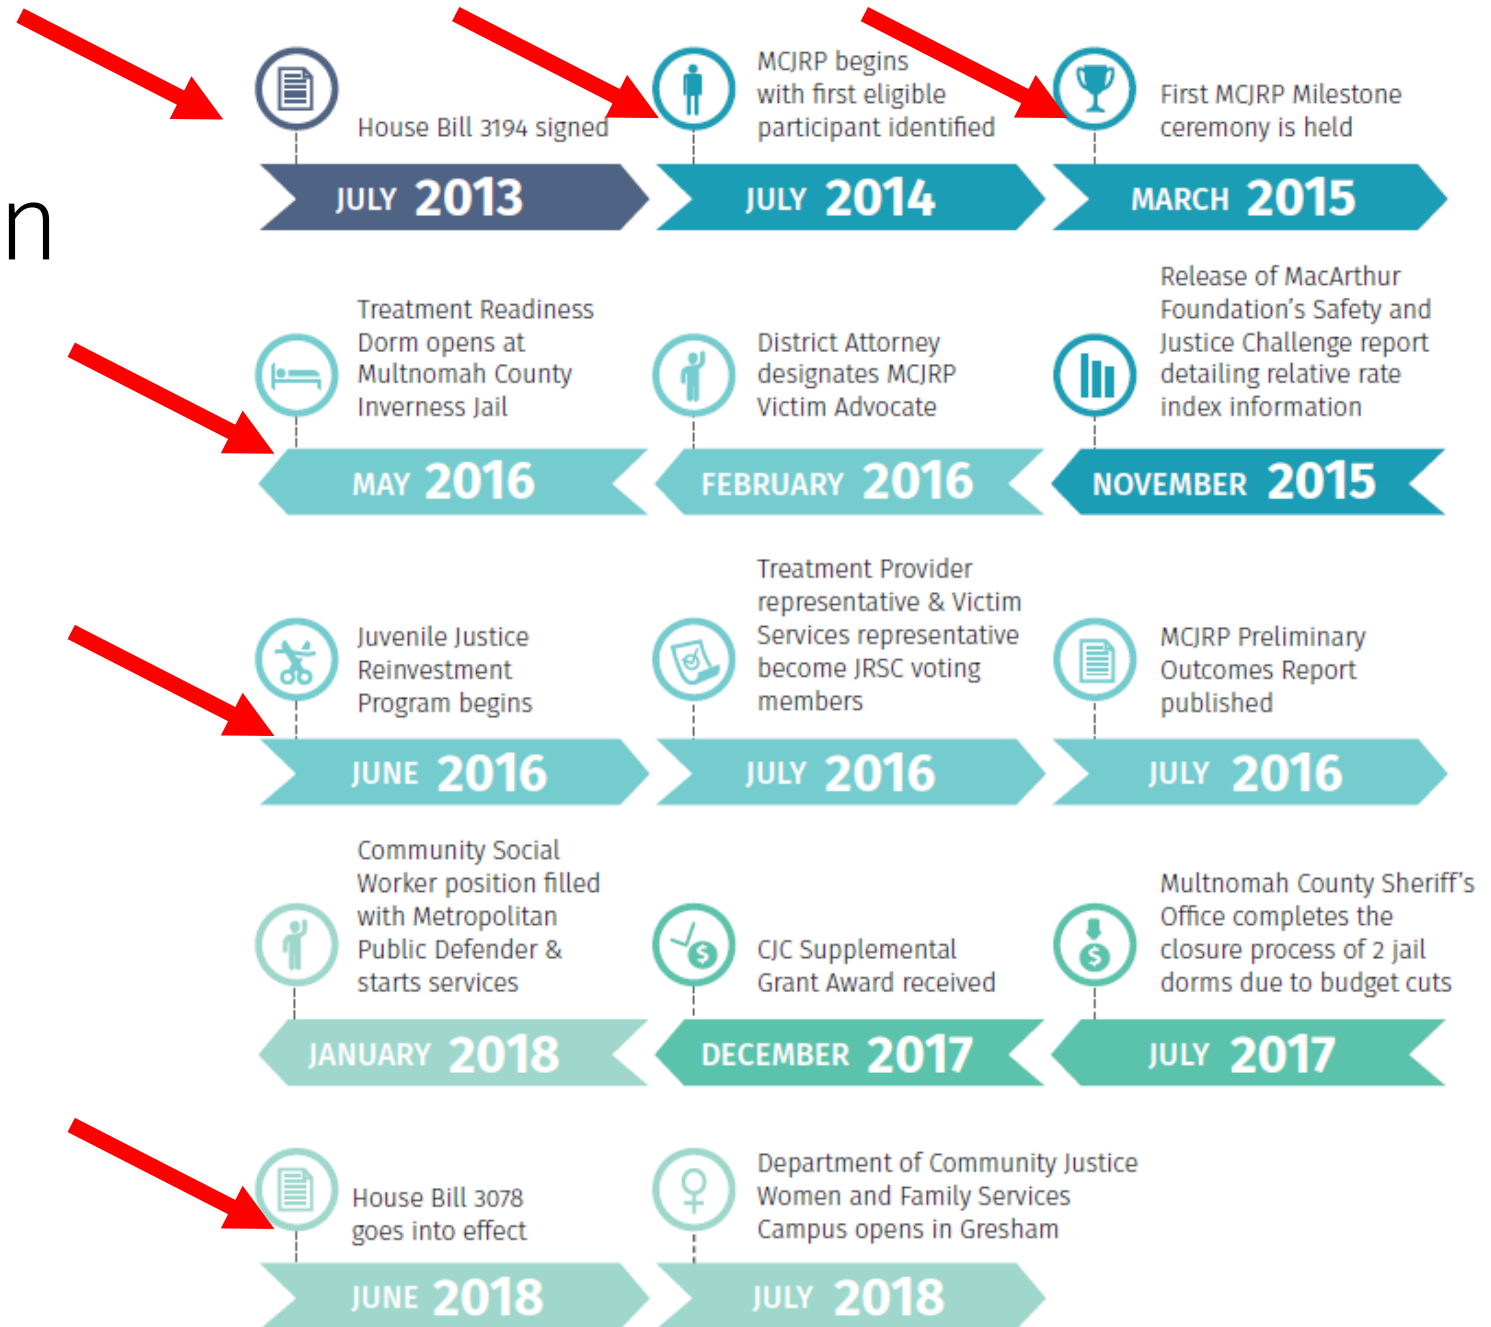 n
House Bill 3194 signed
JULY 2013
MCJRP begins
with first eligible
participant identified
JULY 2014
First MCJRP Milestone
ceremony is held
MARCH 2015
Treatment Readiness
Dorm opens at
Multnomah County
Inverness Jail
MAY 2016
District Attorney
designates MCJRP
Victim Advocate
FEBRUARY 2016
Release of MacArthur
Foundation’s Safety and
Justice Challenge report
detailing relative rate
index information
NOVEMBER 2015
Juvenile Justice
Reinvestment
Program begins
JUNE 2016
Treatment Provider
representative & Victim
Services representative
become JRSC voting
members
JULY 2016
MCJRP Preliminary
Outcomes Report
published
JULY 2016
Community Social
Worker position filled
with Metropolitan
Public Defender &
starts services
JANUARY 2018
$
CJC Supplemental
Grant Award received
DECEMBER 2017
$
Multnomah County Sheriff’s
Office completes the
closure process of 2 jail
dorms due to budget cuts
JULY 2017
House Bill 3078
goes into effect
JUNE 2018
Department of Community Justice
Women and Family Services
Campus opens in Gresham
JULY 2018